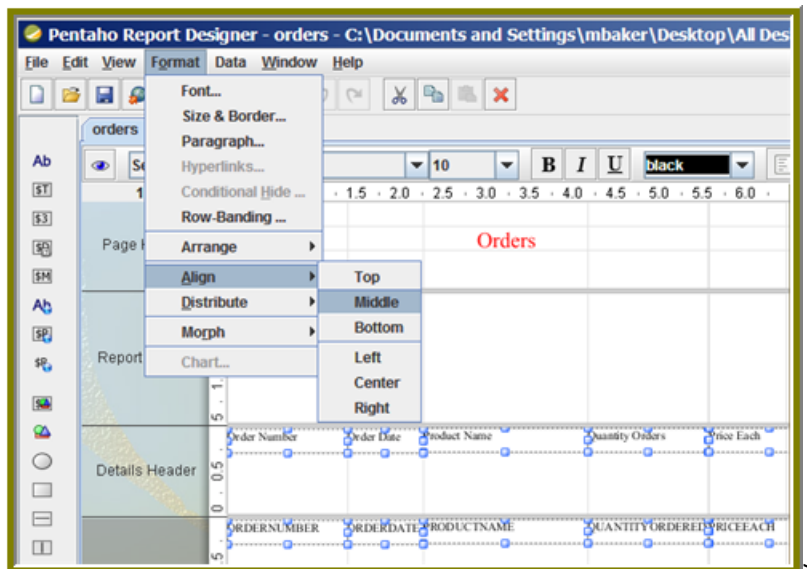 Pentaho Report Designer - orders - C:\Documents and Settings\mbaker\Desktop\All Des
File Edit View Format Data Window Help
Font...
Size & Border...
orders
Paragraph...
Ab
Hyperlinks...
10
B I U
black
$T
Conditional Hide ...
1.5 2.0 2.5 3.0 3.5 4.0 4.5 5.0 5.5 6.0
$3
Row-Banding ...
Page
Orders
Arrange
$M
Align
Top
Ab
Distribute
Middle
$P
Morph
Bottom
Report
Chart...
Left
Center
Right
Order Number Order Date Product Name Quantity Orders Price Each
Details Header
ORDERNUMBER ORDERDATE PRODUCTNAME QUANTITYORDERED PRICEEACH